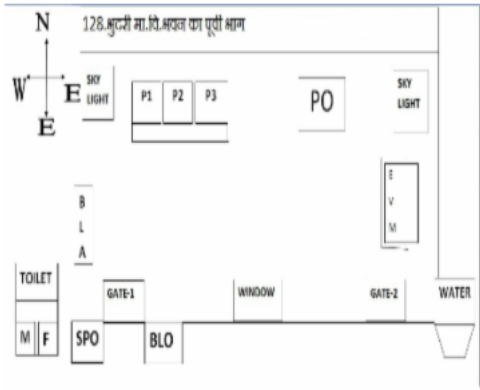 N
128.भुटरी मा.वि.भवन का पूर्वी भाग
W
E
E
SKY
LIGHT
P1
P2
P3
PO
SKY
LIGHT
E
V
M
B
L
A
TOILET
GATE-1
WINDOW
GATE-2
WATER
M
F
SPO
BLO